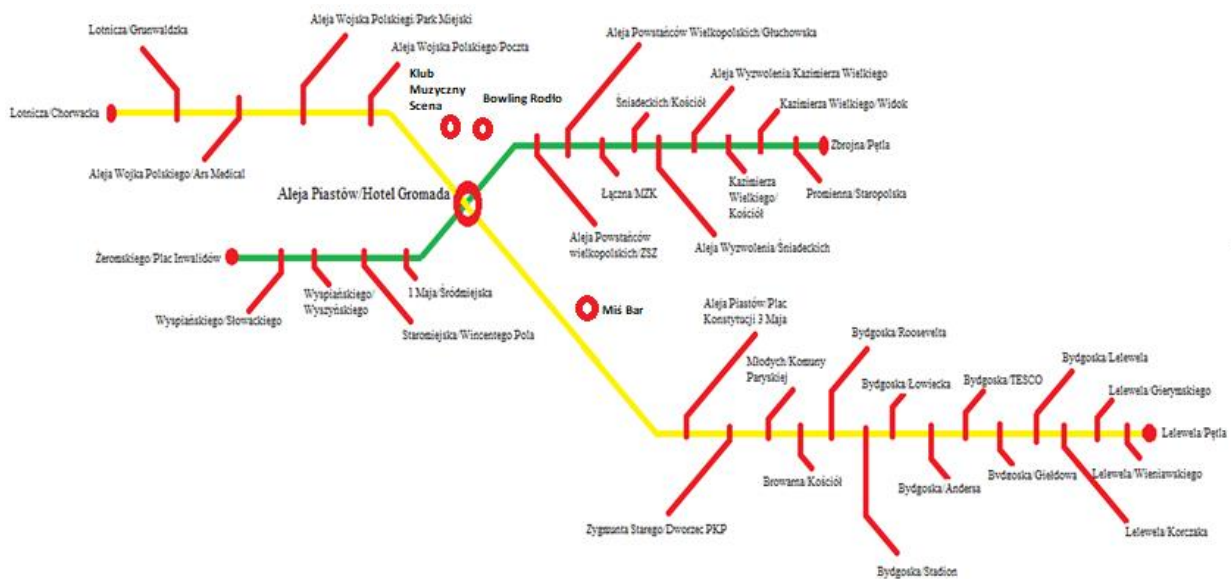 Aleja Wojska Polskiegi/Park Miejski
Lotnicza/Grunwaldzka
Aleja Wojska Polskiego/Poczta
Aleja Powstańców Wielkopolskich/Głuchowska
Klub
Muzyczny
Scena
Bowling Rodło
Aleja Wyzwolenia/Kazimierza Wielkiego
Śniadeckich/Kościół
Kazimierza Wielkiego/Widok
Lotnicza/Chorwacka
Zbrojna/Pętla
Aleja Wojka Polskiego/Ars Medical
Aleja Piastów/Hotel Gromada
Łączna/MZK
Kazimierza
Wielkiego/
Kościół
Promienna/Staropolska
Aleja Powstańców
wielkopolskich/ZSZ
Aleja Wyzwolenia/Śniadeckich
Żeromskiego/Plac Inwalidów
Wyspiańskiego/
Wyszyńskiego
1 Maja/Śródmiejska
Wyspiańskiego/Słowackiego
Staromiejska/Wincentego Pola
Miś Bar
Aleja Piastów/Plac
Konstytucji 3 Maja
Bydgoska/Roosevelta
Młodych/Komuny
Paryskiej
Bydgoska/Lelewela
Bydgoska/Łowiecka
Bydgoska/TESCO
Lelewela/Gierymskiego
Lelewela/Pętla
Browarna/Kościół
Bydgoska/Andersa
Bydgoska/Giełdowa
Lelewela/Wieniawskiego
Zygmunta Starego/Dworzec PKP
Lelewela/Korczaka
Bydgoska/Stadion